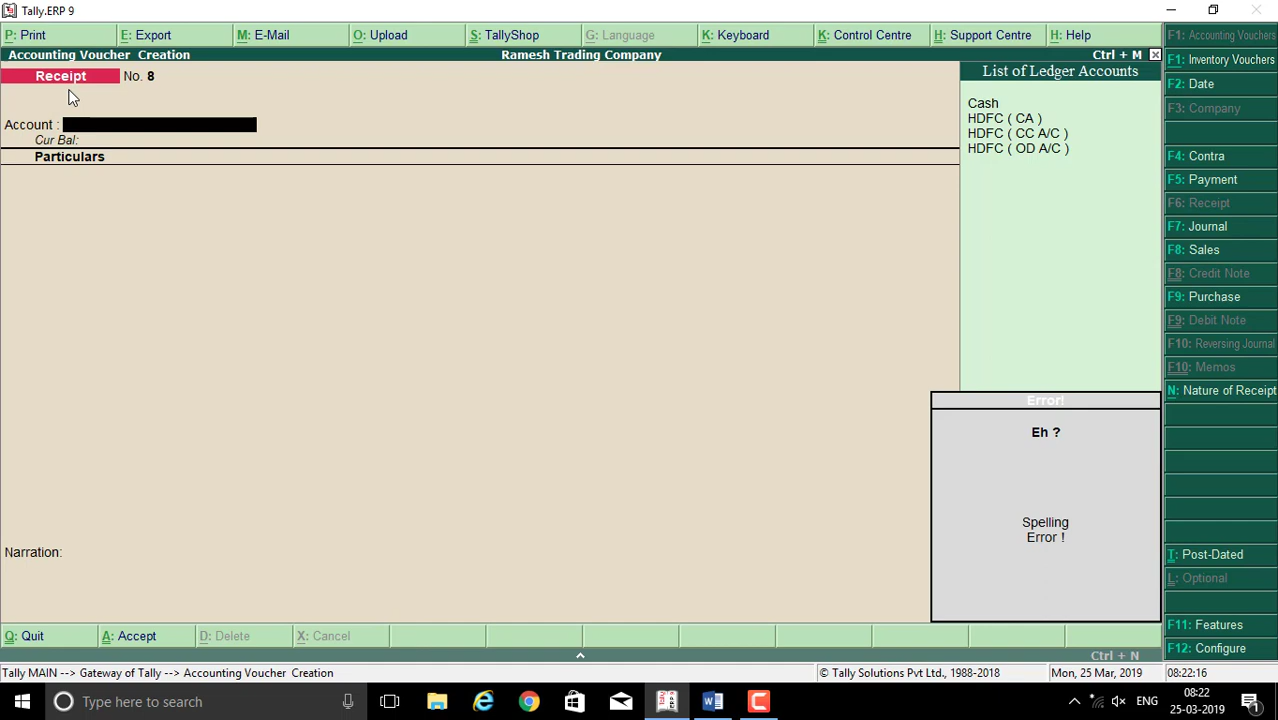 Tally.ERP 9
P: Print E: Export M: E-Mail O: Upload S: TallyShop G: Language K: Keyboard K: Control Centre H: Support Centre H: Help
Accounting Voucher Creation Ramesh Trading Company Ctrl + M
Receipt No. 8
Account :
Cur Bal:
Particulars
List of Ledger Accounts
Cash
HDFC ( CA )
HDFC ( CC A/C )
HDFC ( OD A/C )
Error!
Eh ?
Spelling
Error !
Narration:
F1: Accounting Vouchers
F1: Inventory Vouchers
F2: Date
F3: Company
F4: Contra
F5: Payment
F6: Receipt
F7: Journal
F8: Sales
F8: Credit Note
F9: Purchase
F9: Debit Note
F10: Reversing Journal
F10: Memos
N: Nature of Receipt
T: Post-Dated
L: Optional
F11: Features
F12: Configure
Q: Quit A: Accept D: Delete X: Cancel
Ctrl + N
Tally MAIN --> Gateway of Tally --> Accounting Voucher Creation © Tally Solutions Pvt Ltd., 1988-2018 Mon, 25 Mar, 2019 08:22:16
Type here to search ENG 08:22
25-03-2019